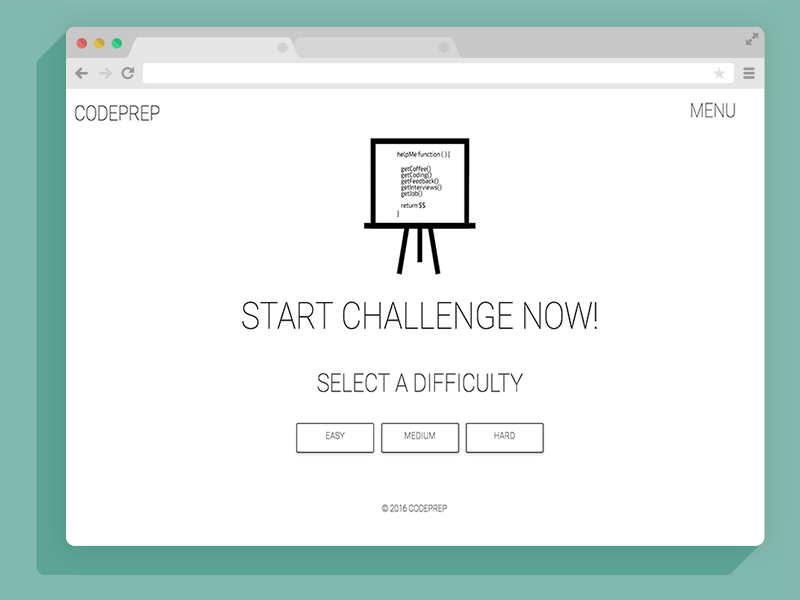 CODEPREP
MENU
helpMe function ( ) {
getCoffee()
getCoding()
getFeedback()
getInterviews()
getJob()
return $$
}
START CHALLENGE NOW!
SELECT A DIFFICULTY
EASY
MEDIUM
HARD
© 2016 CODEPREP